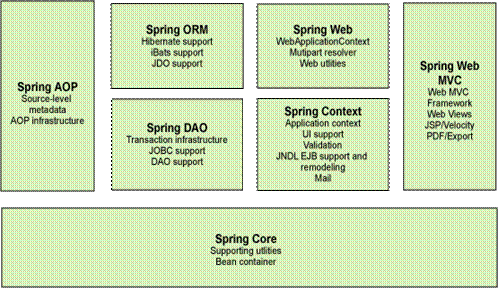 Spring AOP
Source-level
metadata
AOP infrastructure
Spring ORM
Hibernate support
iBats support
JDO support
Spring DAO
Transaction infrastructure
JOBC support
DAO support
Spring Web
WebApplicationContext
Mutipart resolver
Web utlities
Spring Context
Application context
UI support
Validation
JNDL EJB support and
remodeling
Mail
Spring Web
MVC
Web MVC
Framework
Web Views
JSP/Velocity
PDF/Export
Spring Core
Supporting utlities
Bean container